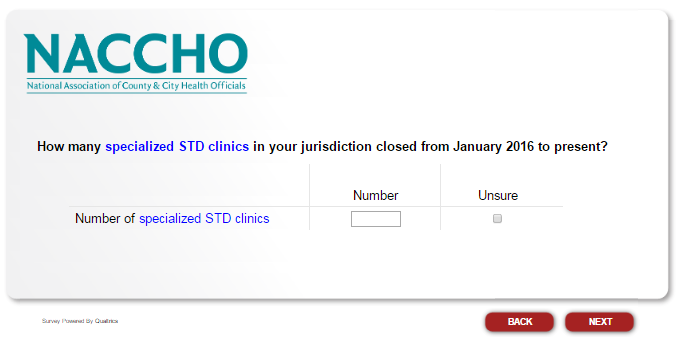 NACCHO
National Association of County & City Health Officials
How many specialized STD clinics in your jurisdiction closed from January 2016 to present?
Number Unsure
Number of specialized STD clinics
Survey Powered By Qualtrics
BACK NEXT